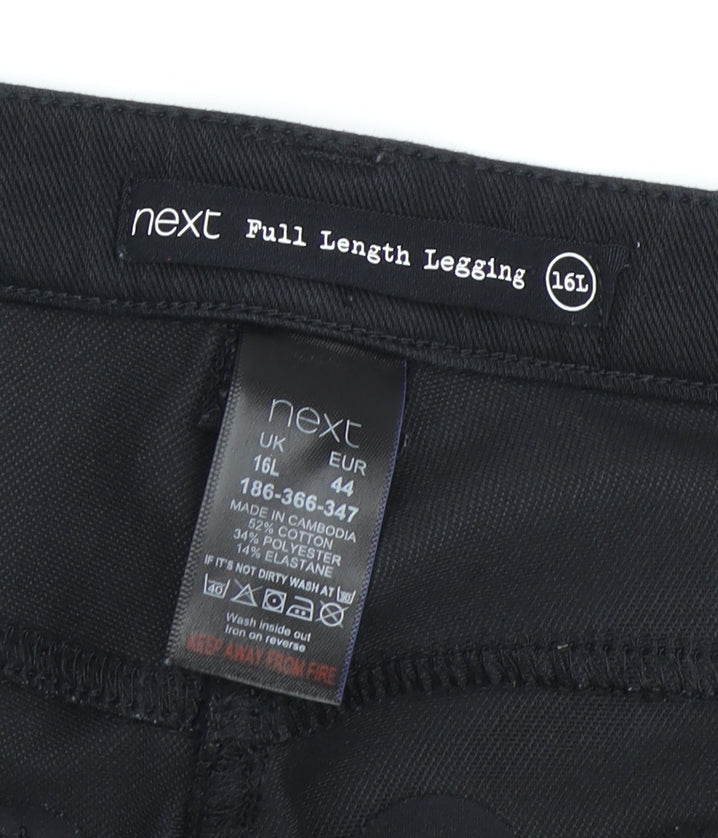 next Full Length Legging 16L
next
UK EUR
16L 44
186-366-347
MADE IN CAMBODIA
52% COTTON
34% POLYESTER
14% ELASTANE
IF IT'S NOT DIRTY WASH AT 30
40
Wash inside out
Iron on reverse
KEEP AWAY FROM FIRE